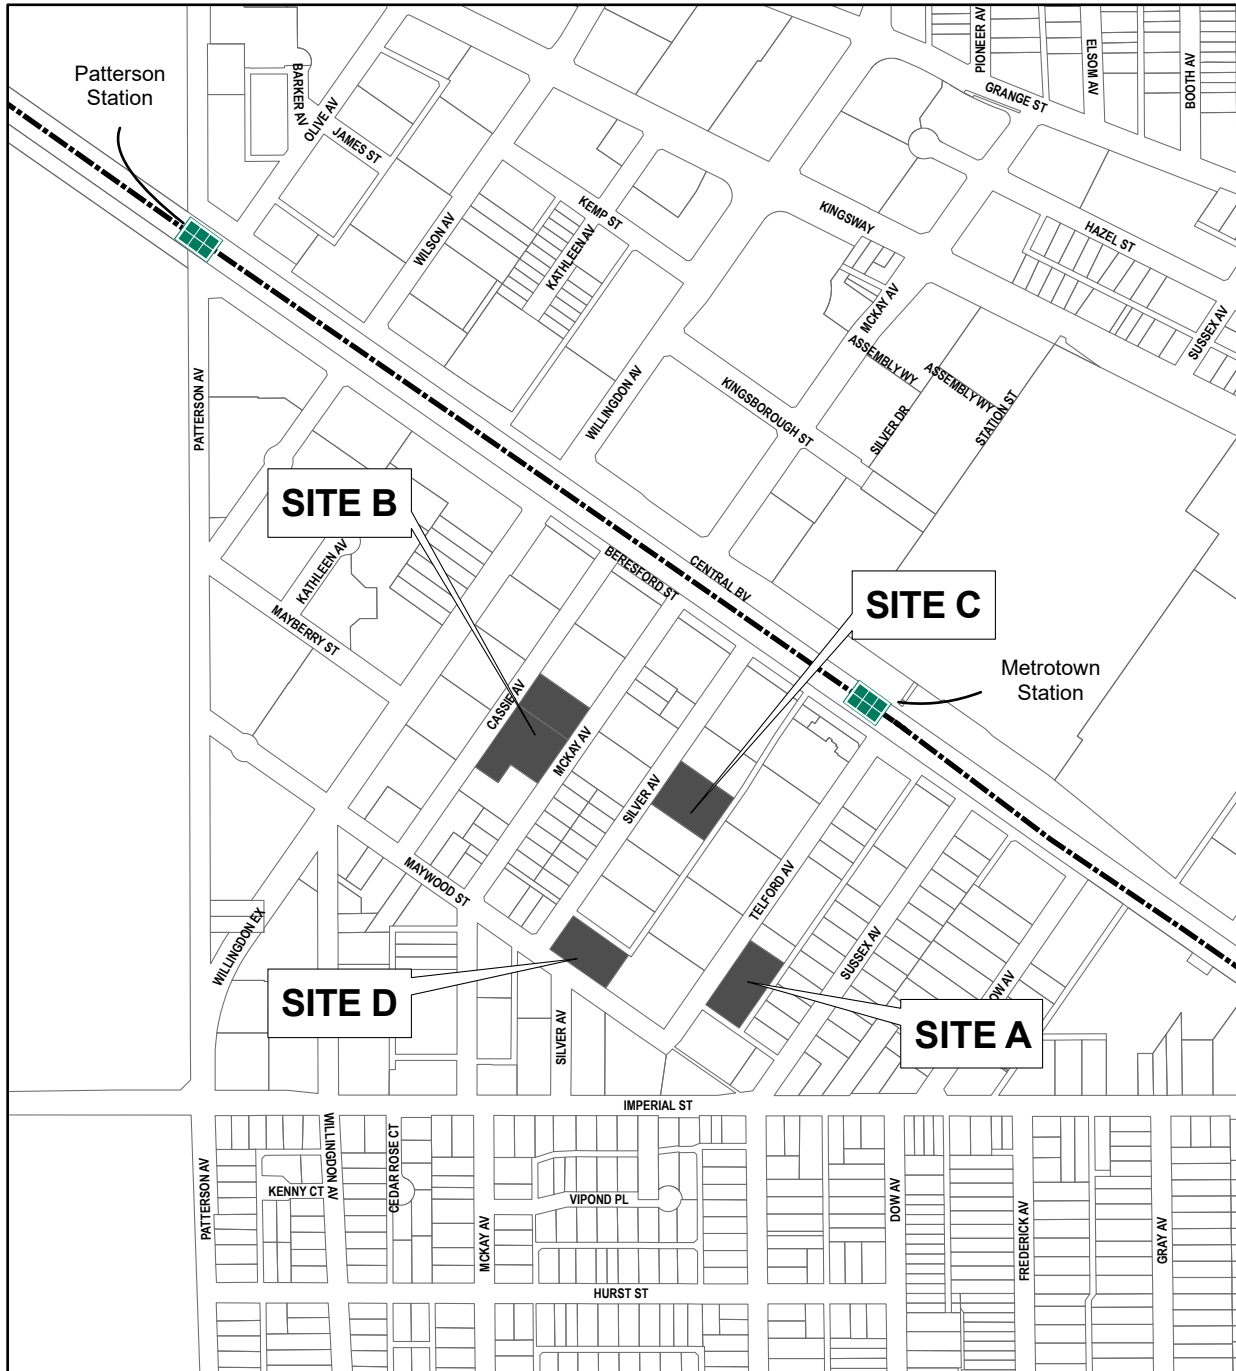 PIONEER AV
ELSOM AV
BOOTH AV
GRANGE ST
Patterson
Station
BARKER AV
OLIVE AV
JAMES ST
KEMP ST
WILSON AV
KATHLEEN AV
KINGSWAY
HAZEL ST
MCKAY AV
SUSSEX AV
ASSEMBLY WY
ASSEMBLY WY
PATTERSON AV
WILLINGDON AV
KINGSBOROUGH ST
SILVER DR
STATION ST
SITE B
KATHLEEN AV
BERESFORD ST
CENTRAL BV
SITE C
MAYBERRY ST
Metrotown
Station
CASSIE AV
MCKAY AV
SILVER AV
MAYWOOD ST
TELFORD AV
WILLINGDON EX
SUSSEX AV
SITE D
OW AV
SITE A
SILVER AV
IMPERIAL ST
PATTERSON AV
WILLINGDON AV
CEDAR ROSE CT
KENNY CT
VIPOND PL
MCKAY AV
DOW AV
FREDERICK AV
GRAY AV
HURST ST